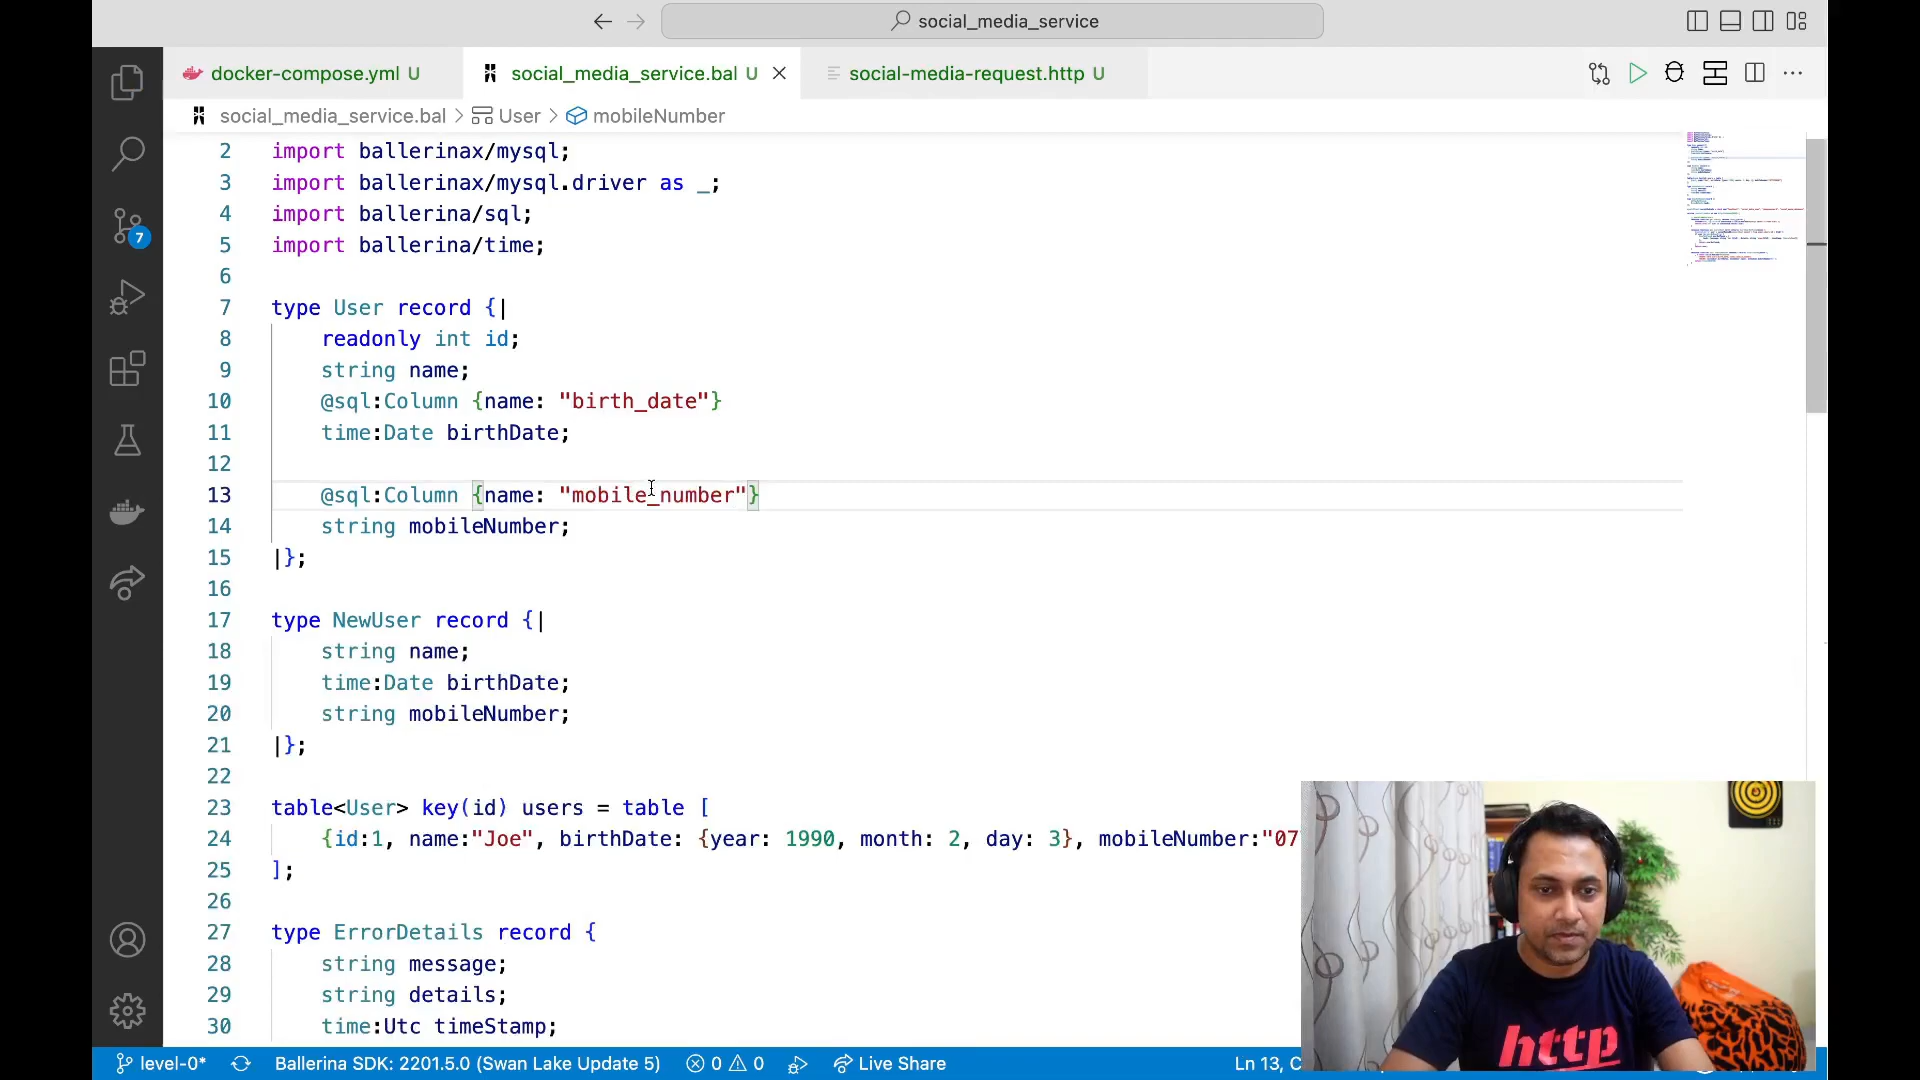 social_media_service
docker-compose.yml U
social_media_service.bal U
social-media-request.http U
social_media_service.bal > User > mobileNumber
2 import ballerinax/mysql;
3 import ballerinax/mysql.driver as _;
4 import ballerina/sql;
5 import ballerina/time;
6
7 type User record {|
8 readonly int id;
9 string name;
10 @sql:Column {name: "birth_date"}
11 time:Date birthDate;
12
13 @sql:Column {name: "mobile_number"}
14 string mobileNumber;
15 |};
16
17 type NewUser record {|
18 string name;
19 time:Date birthDate;
20 string mobileNumber;
21 |};
22
23 table<User> key(id) users = table [
24 {id:1, name:"Joe", birthDate: {year: 1990, month: 2, day: 3}, mobileNumber:"07
25 ];
26
27 type ErrorDetails record {
28 string message;
29 string details;
30 time:Utc timeStamp;
7
http
level-0* Ballerina SDK: 2201.5.0 (Swan Lake Update 5) 0 0 Live Share Ln 13, C